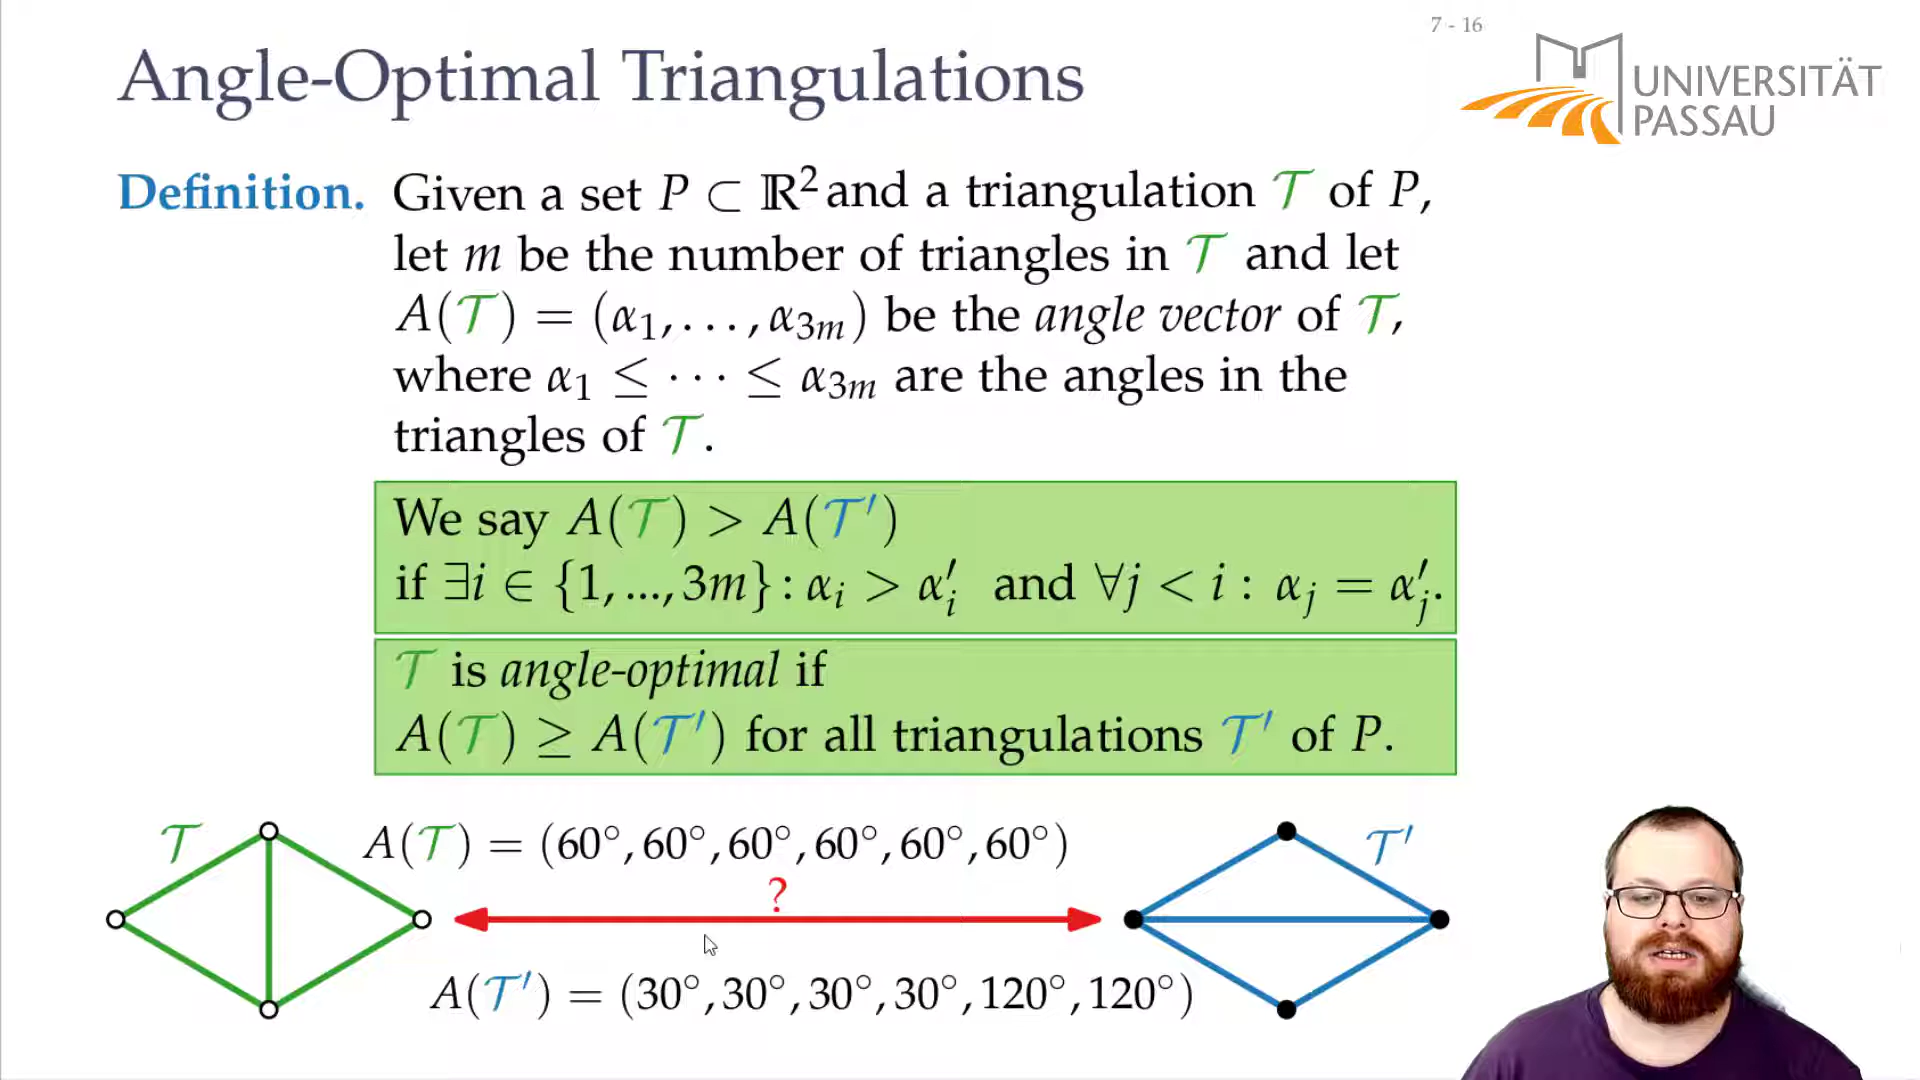 7 - 16
Angle-Optimal Triangulations
UNIVERSITÄT
PASSAU
Definition. Given a set P ⊂ ℝ² and a triangulation 𝒯 of P,
let m be the number of triangles in 𝒯 and let
A(𝒯) = (α₁, . . . , α₃ₘ) be the angle vector of 𝒯,
where α₁ ≤ · · · ≤ α₃ₘ are the angles in the
triangles of 𝒯.
We say A(𝒯) > A(𝒯′)
if ∃i ∈ {1, ..., 3m} : αᵢ > α′ᵢ and ∀j < i : αⱼ = α′ⱼ.
𝒯 is angle-optimal if
A(𝒯) ≥ A(𝒯′) for all triangulations 𝒯′ of P.
𝒯
A(𝒯) = (60°, 60°, 60°, 60°, 60°, 60°)
𝒯′
?
A(𝒯′) = (30°, 30°, 30°, 30°, 120°, 120°)